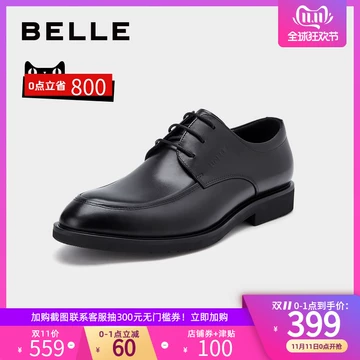 BELLE
11.11
全球狂欢节
0点立省 800
加购截图联系客服抽300元无门槛券！立即加购
双11 0-1点到手价
¥399
11月11日0点开抢
双11价
559
0-1点立减
60
店铺券+津贴
100